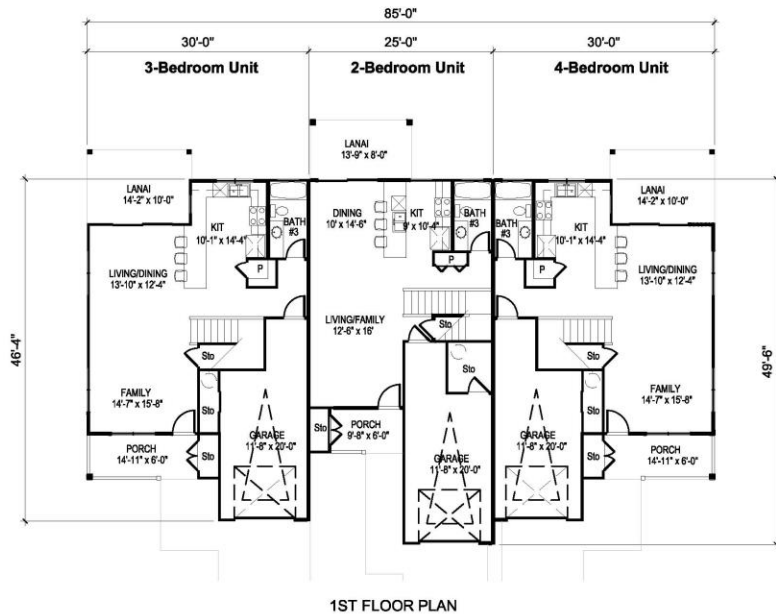 85'-0"
30'-0"
25'-0"
30'-0"
3-Bedroom Unit
2-Bedroom Unit
4-Bedroom Unit
LANAI
13'-9" x 8'-0"
LANAI
14'-2" x 10'-0"
KIT
10'-1" x 14'-4"
BATH
#3
P
LIVING/DINING
13'-10" x 12'-4"
Sto
FAMILY
14'-7" x 15'-8"
Sto
PORCH
14'-11" x 6'-0"
Sto
GARAGE
11'-8" x 20'-0"
46'-4"
DINING
10' x 14'-6"
KIT
9' x 10'-4"
BATH
#3
P
LIVING/FAMILY
12'-6" x 16'
Sto
Sto
Sto
PORCH
9'-8" x 6'-0"
GARAGE
11'-8" x 20'-0"
BATH
#3
KIT
10'-1" x 14'-4"
P
LANAI
14'-2" x 10'-0"
LIVING/DINING
13'-10" x 12'-4"
Sto
FAMILY
14'-7" x 15'-8"
Sto
GARAGE
11'-8" x 20'-0"
Sto
PORCH
14'-11" x 6'-0"
49'-6"
1ST FLOOR PLAN